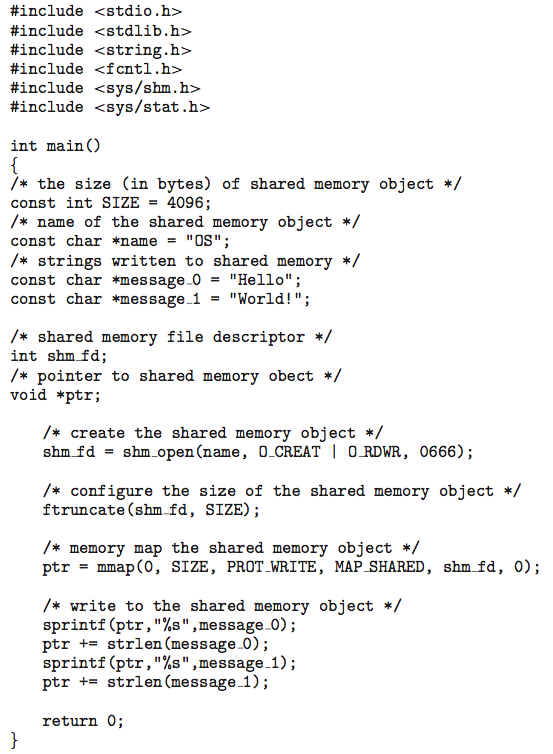 #include <stdio.h>
#include <stdlib.h>
#include <string.h>
#include <fcntl.h>
#include <sys/shm.h>
#include <sys/stat.h>

int main()
{
/* the size (in bytes) of shared memory object */
const int SIZE = 4096;
/* name of the shared memory object */
const char *name = "OS";
/* strings written to shared memory */
const char *message_0 = "Hello";
const char *message_1 = "World!";

/* shared memory file descriptor */
int shm_fd;
/* pointer to shared memory obect */
void *ptr;

   /* create the shared memory object */
   shm_fd = shm_open(name, O_CREAT | O_RDWR, 0666);

   /* configure the size of the shared memory object */
   ftruncate(shm_fd, SIZE);

   /* memory map the shared memory object */
   ptr = mmap(0, SIZE, PROT_WRITE, MAP_SHARED, shm_fd, 0);

   /* write to the shared memory object */
   sprintf(ptr,"%s",message_0);
   ptr += strlen(message_0);
   sprintf(ptr,"%s",message_1);
   ptr += strlen(message_1);

   return 0;
}